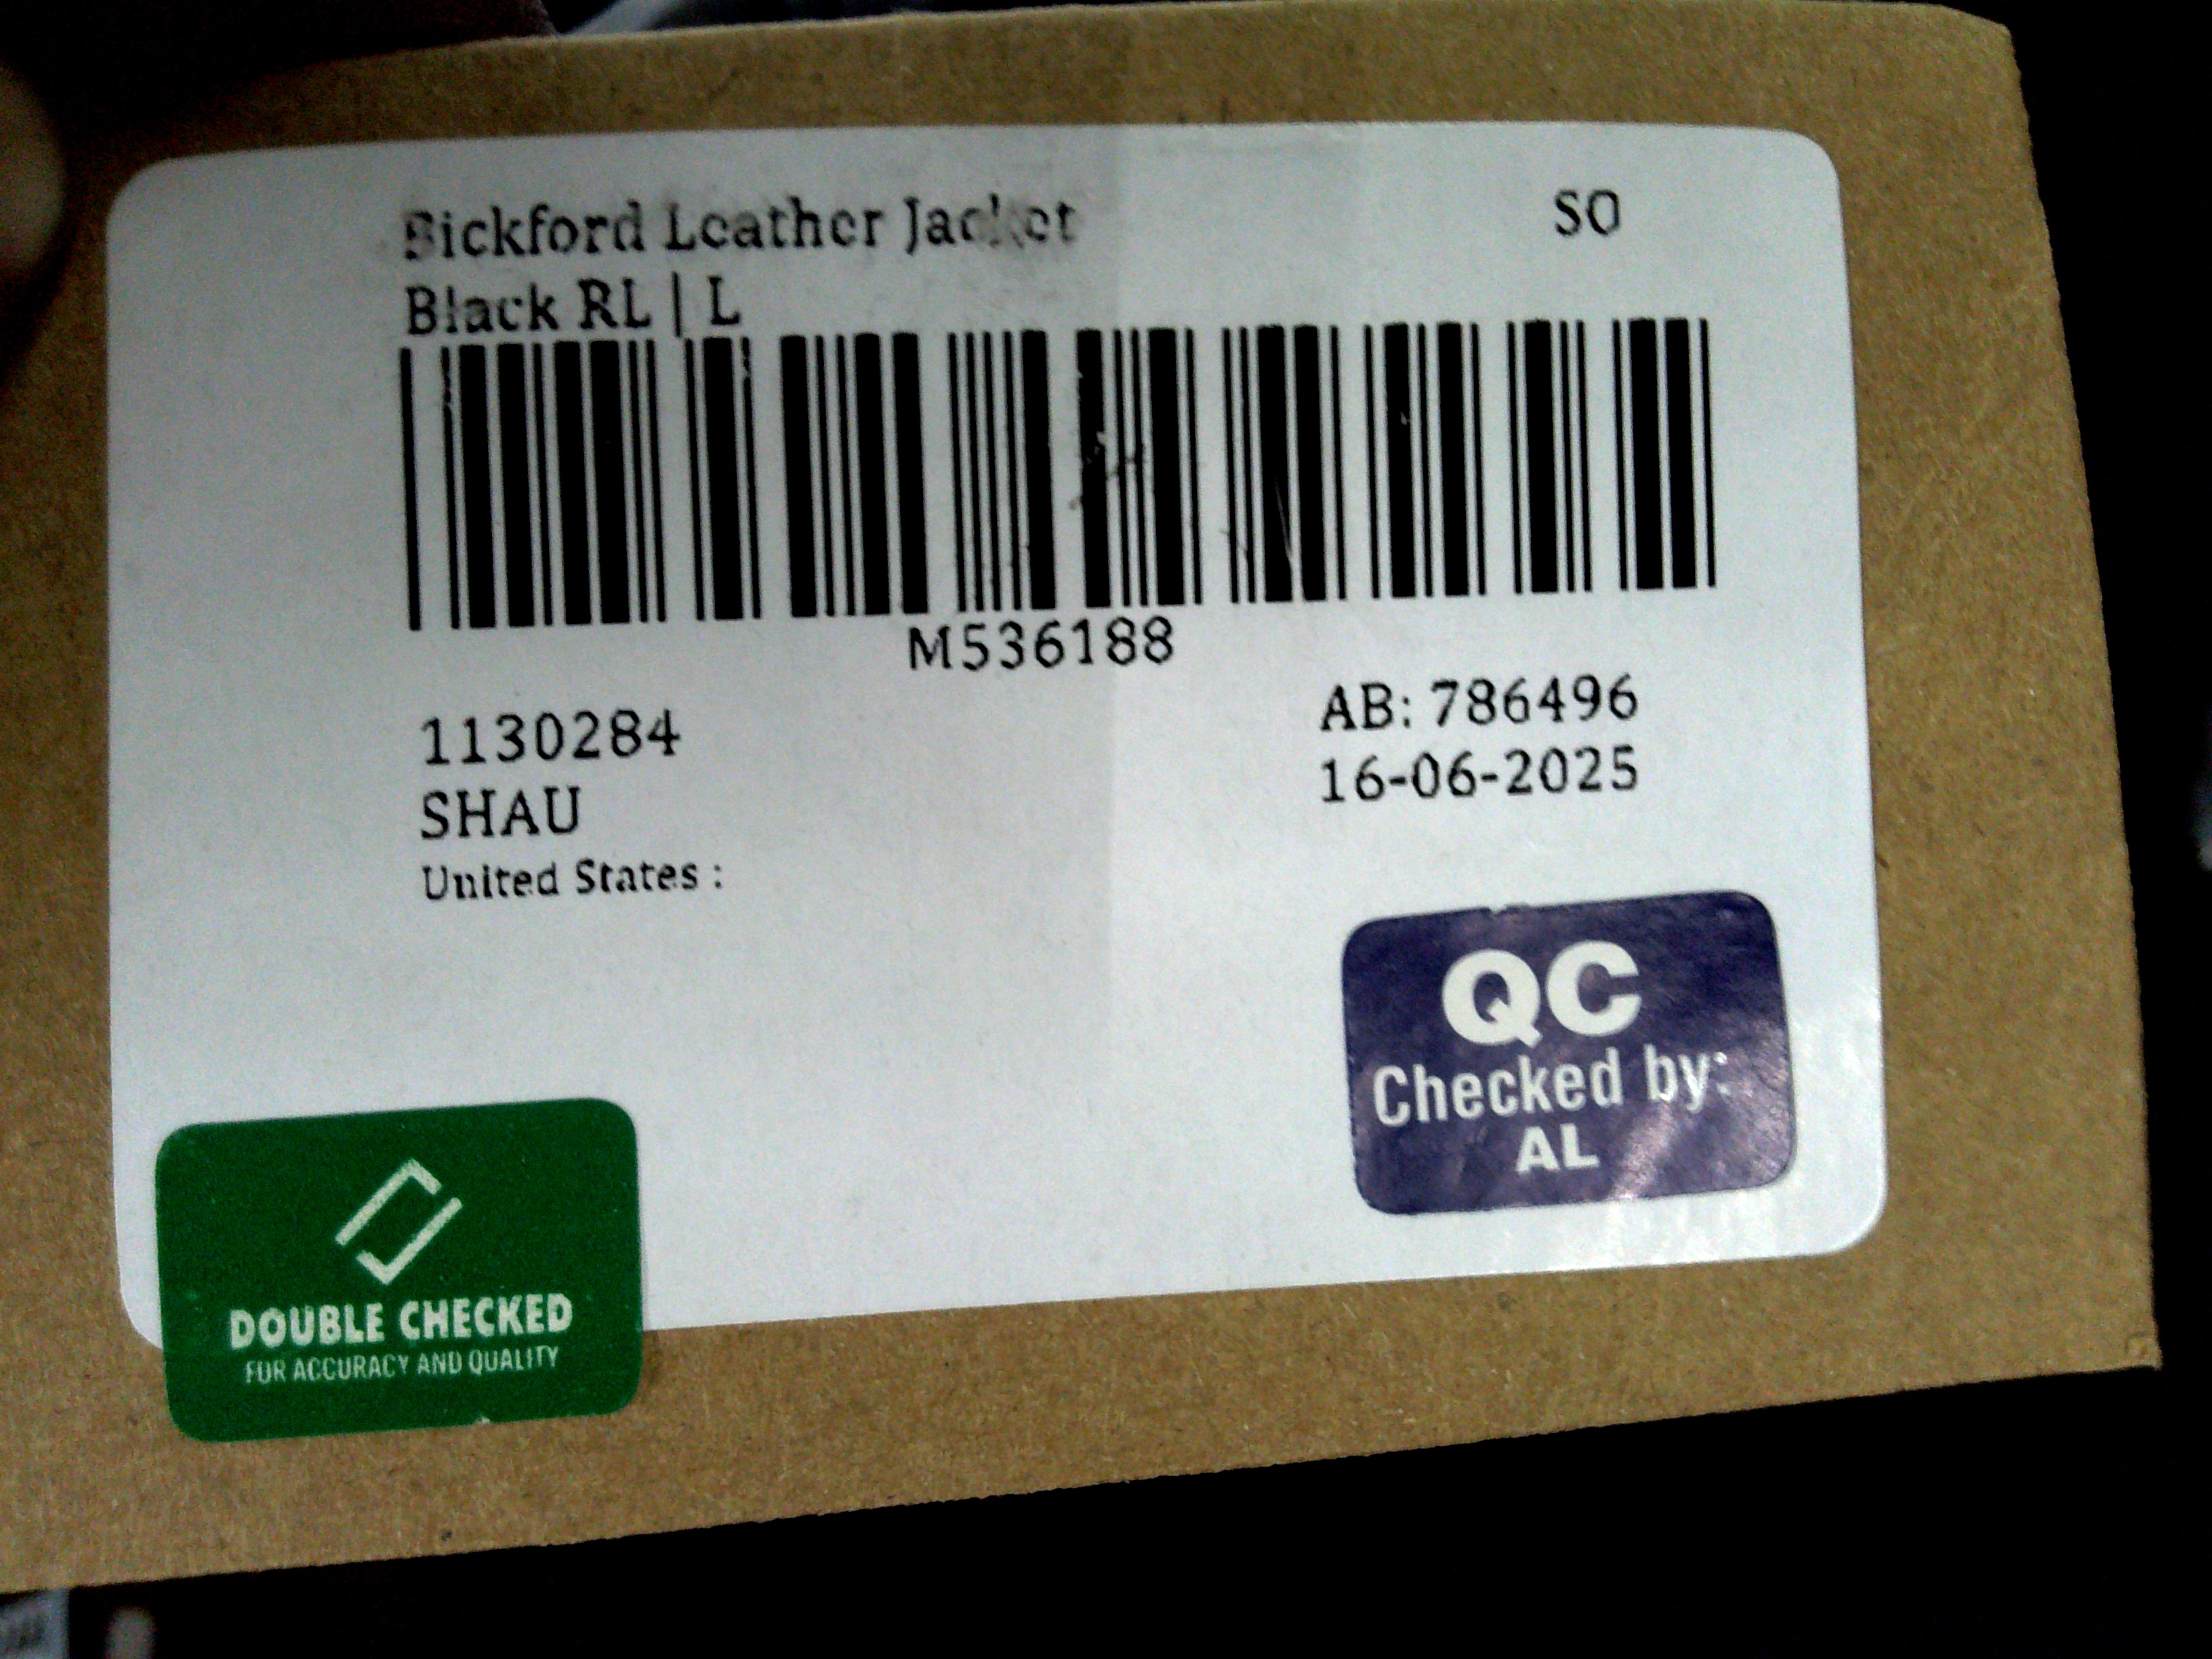 Bickford Leather Jacket
SO
Black RL | L
M536188
1130284
AB: 786496
SHAU
16-06-2025
United States :
QC
Checked by:
AL
DOUBLE CHECKED
FOR ACCURACY AND QUALITY